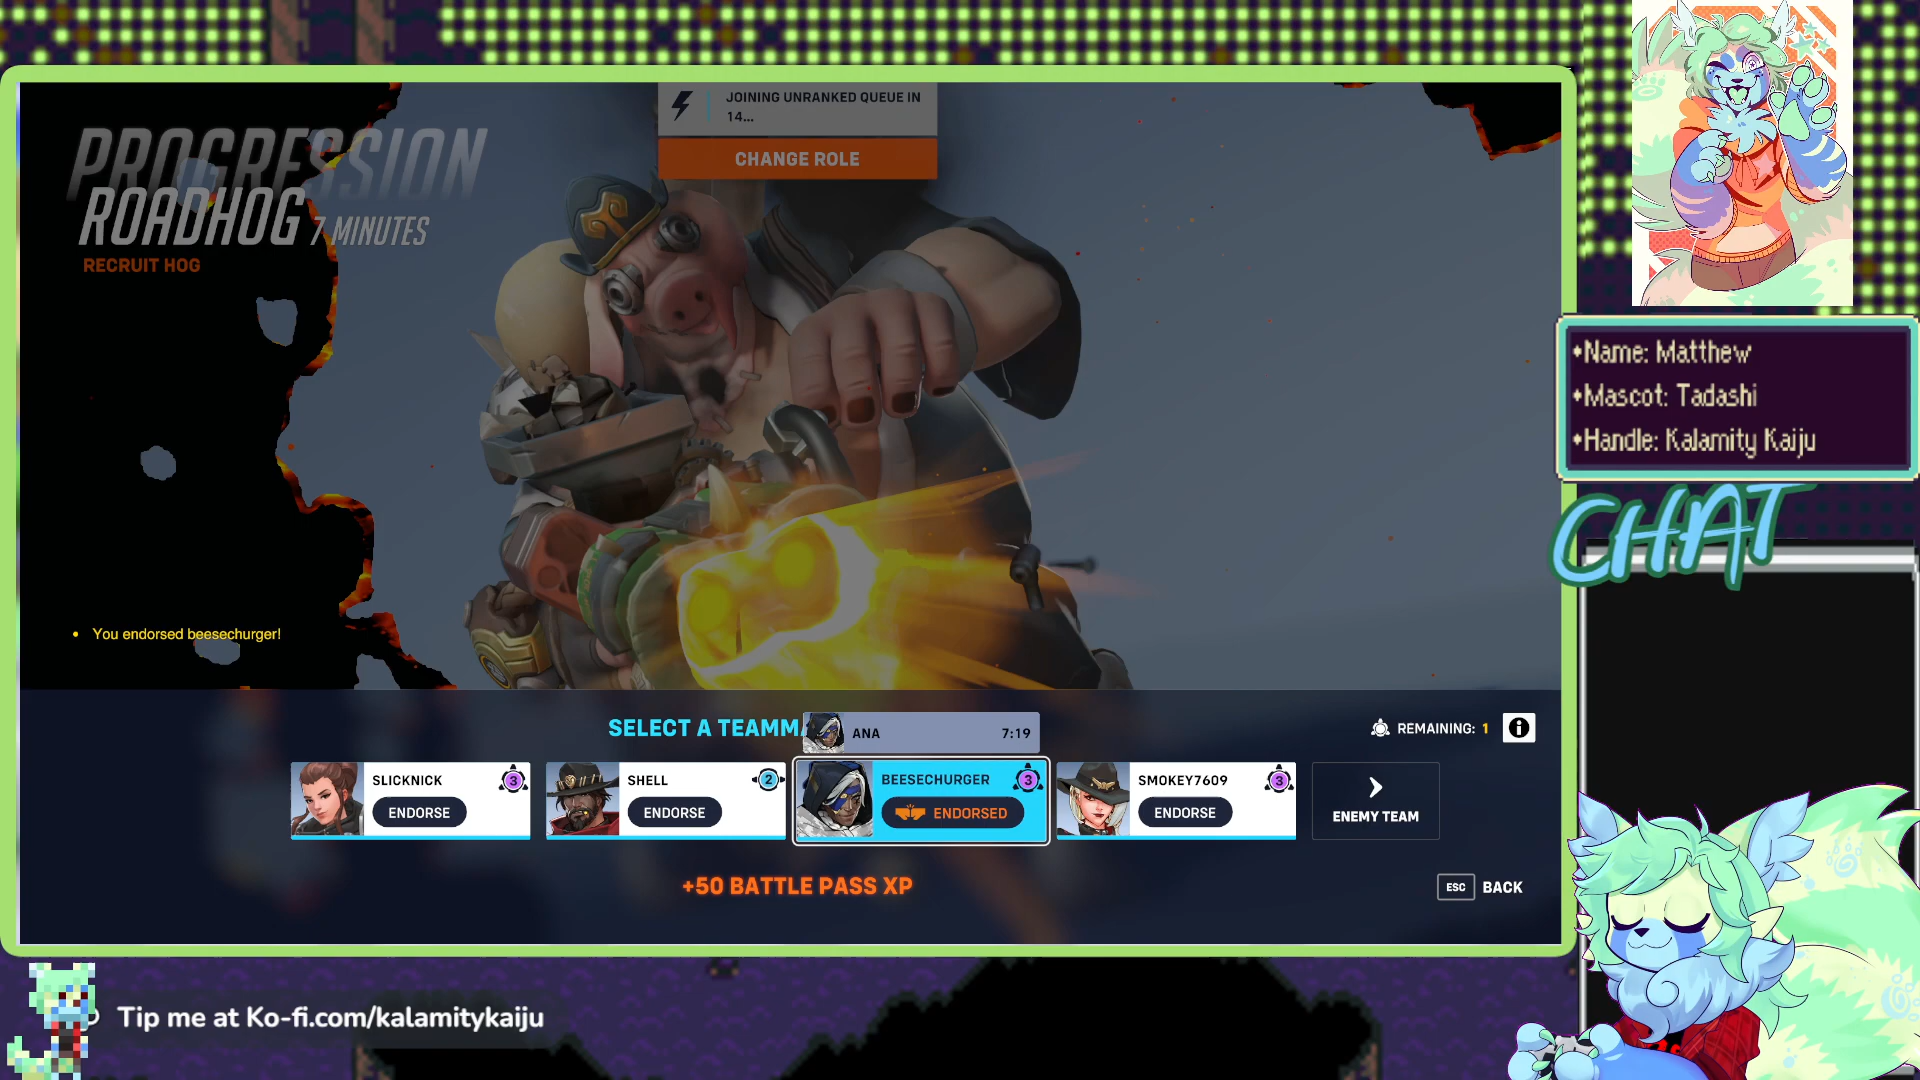 JOINING UNRANKED QUEUE IN
14...
CHANGE ROLE
PROGRESSION
ROADHOG 7 MINUTES
RECRUIT HOG
•Name: Matthew
•Mascot: Tadashi
•Handle: Kalamity Kaiju
CHAT
• You endorsed beesechurger!
SELECT A TEAMMA
ANA 7:19
REMAINING: 1
SLICKNICK 3
ENDORSE
SHELL 2
ENDORSE
BEESECHURGER 3
ENDORSED
SMOKEY7609 3
ENDORSE
ENEMY TEAM
+50 BATTLE PASS XP
ESC BACK
Tip me at Ko-fi.com/kalamitykaiju